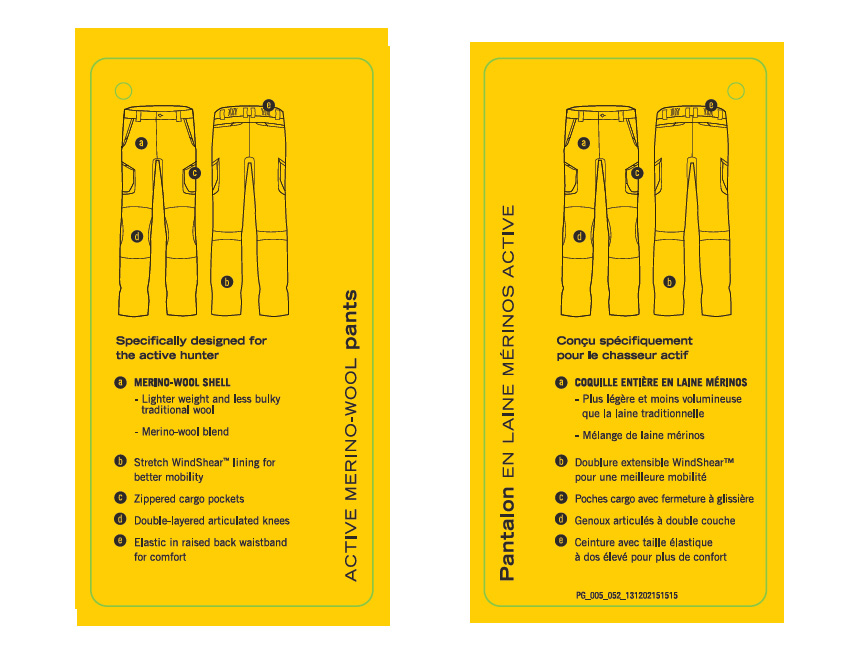 e
a
c
d
b
Specifically designed for
the active hunter
a MERINO-WOOL SHELL
- Lighter weight and less bulky
traditional wool
- Merino-wool blend
b Stretch WindShear™ lining for
better mobility
c Zippered cargo pockets
d Double-layered articulated knees
e Elastic in raised back waistband
for comfort
ACTIVE MERINO-WOOL pants
e
a
c
d
b
Pantalon EN LAINE MÉRINOS ACTIVE
Conçu spécifiquement
pour le chasseur actif
a COQUILLE ENTIÈRE EN LAINE MÉRINOS
- Plus légère et moins volumineuse
que la laine traditionnelle
- Mélange de laine mérinos
b Doublure extensible WindShear™
pour une meilleure mobilité
c Poches cargo avec fermeture à glissière
d Genoux articulés à double couche
e Ceinture avec taille élastique
à dos élevé pour plus de confort
PG_005_052_131202151515